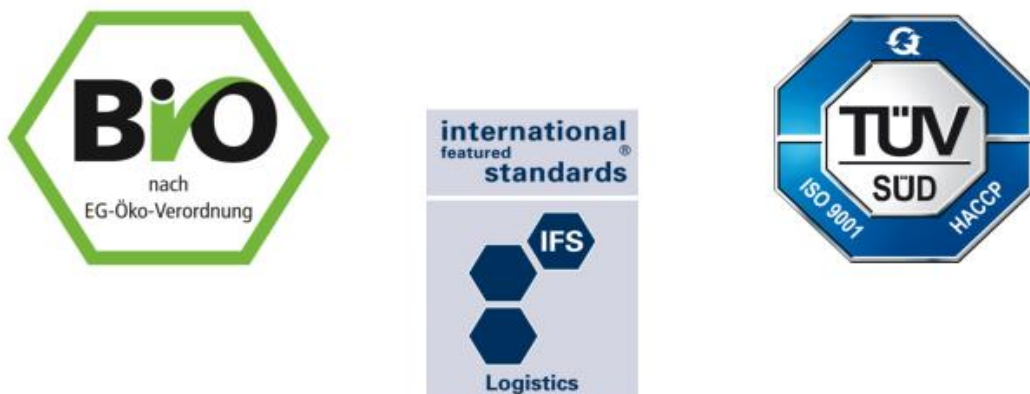 BiO
nach
EG-Öko-Verordnung
international
featured ®
standards
IFS
Logistics
Q
TÜV
SÜD
ISO 9001
HACCP